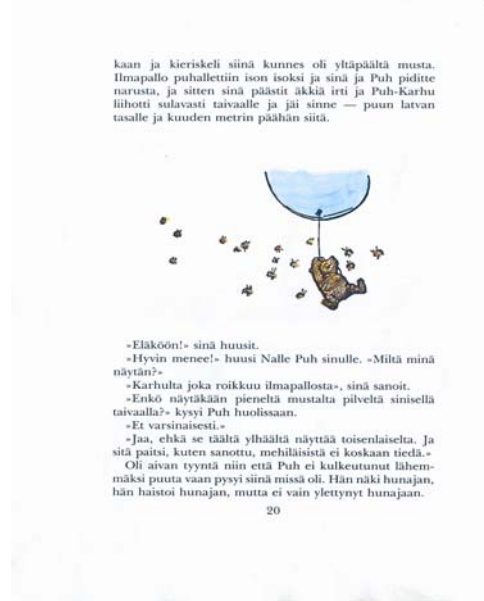 kaan ja kieriskeli siinä kunnes oli yltäpäältä musta.
Ilmapallo puhallettiin ison isoksi ja sinä ja Puh piditte
narusta, ja sitten sinä päästit äkkiä irti ja Puh-Karhu
liihotti sulavasti taivaalle ja jäi sinne — puun latvan
tasalle ja kuuden metrin päähän siitä.
»Eläköön!» sinä huusit.
»Hyvin menee!» huusi Nalle Puh sinulle. »Miltä minä
näytän?»
»Karhulta joka roikkuu ilmapallosta», sinä sanoit.
»Enkö näytäkään pieneltä mustalta pilveltä sinisellä
taivaalla?» kysyi Puh huolissaan.
»Et varsinaisesti.»
»Jaa, ehkä se täältä ylhäältä näyttää toisenlaiselta. Ja
sitä paitsi, kuten sanottu, mehiläisistä ei koskaan tiedä.»
Oli aivan tyyntä niin että Puh ei kulkeutunut lähem-
mäksi puuta vaan pysyi siinä missä oli. Hän näki hunajan,
hän haistoi hunajan, mutta ei vain ylettynyt hunajaan.
20